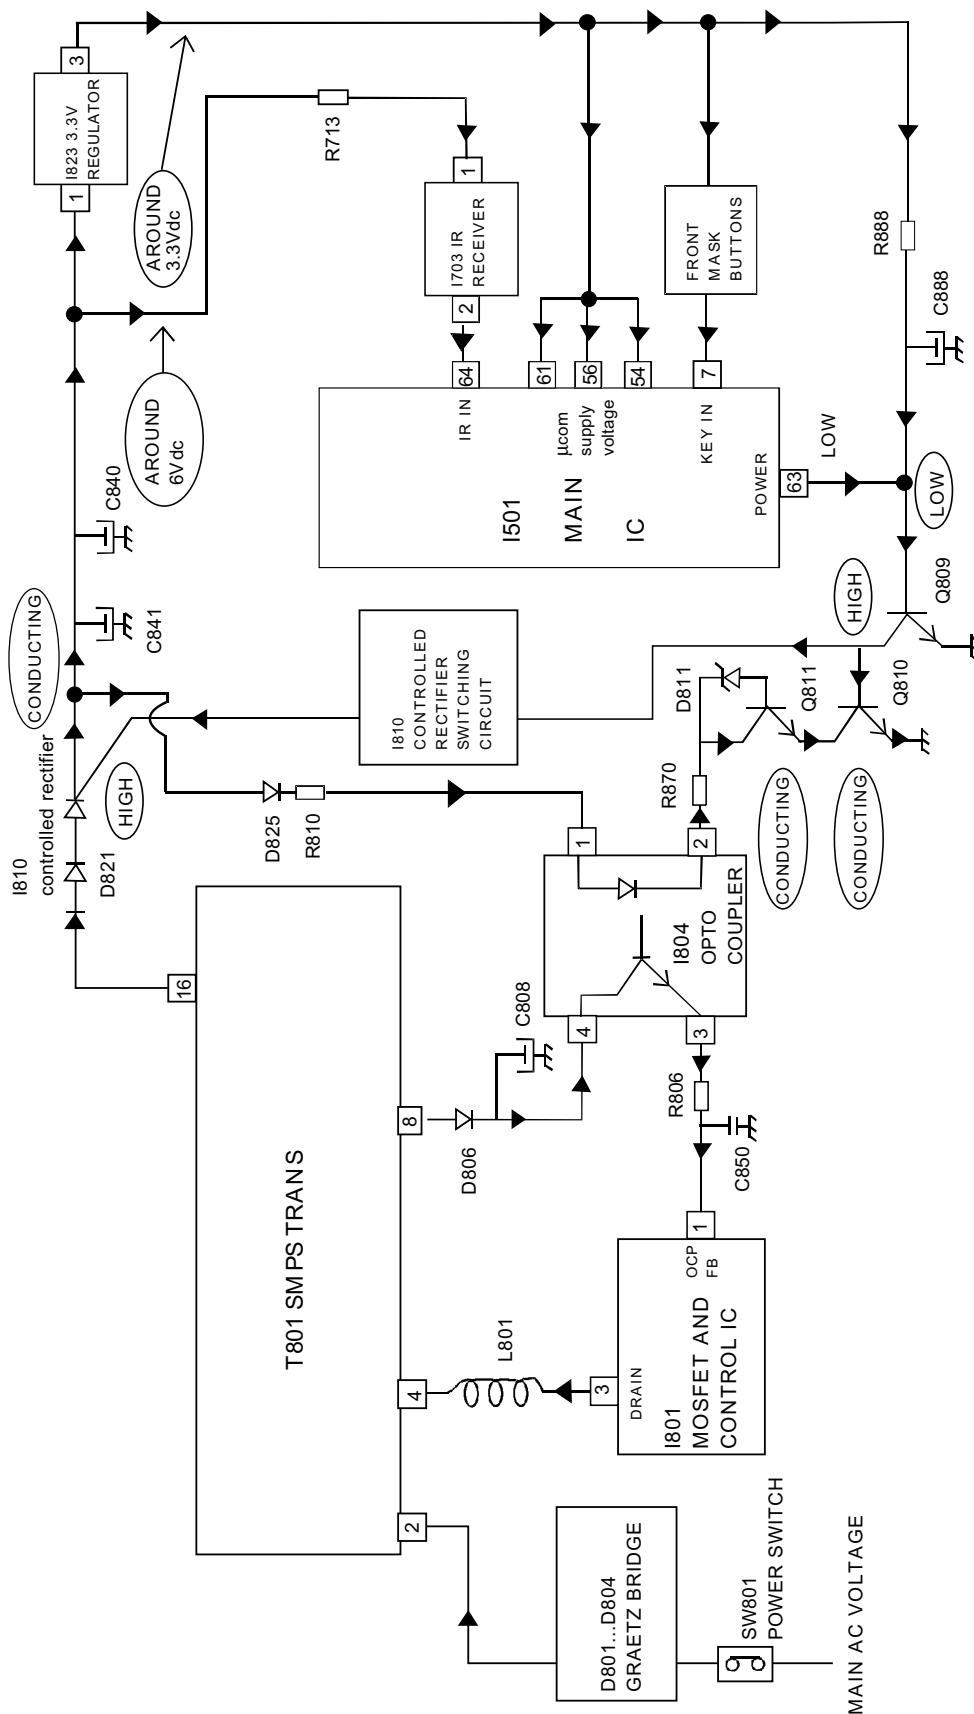 MAIN AC VOLTAGE
SW801
POWER SWITCH
D801...D804
GRAETZ BRIDGE
T801 SMPS TRANS
2
4
8
16
L801
3
DRAIN
I801
MOSFET AND
CONTROL IC
OCP
FB
1
C850
R806
D806
C808
4
3
I804
OPTO
COUPLER
1
2
R870
D811
Q811
Q810
CONDUCTING
CONDUCTING
I810
controlled rectifier
D821
HIGH
CONDUCTING
D825
R810
I810
CONTROLLED
RECTIFIER
SWITCHING
CIRCUIT
C841
C840
HIGH
Q809
LOW
LOW
I501
MAIN
IC
POWER
63
IR IN
64
µcom
supply
voltage
61
56
54
KEY IN
7
AROUND
6Vdc
AROUND
3.3Vdc
I823 3.3V
REGULATOR
1
3
R713
I703 IR
RECEIVER
1
2
FRONT
MASK
BUTTONS
R888
C888